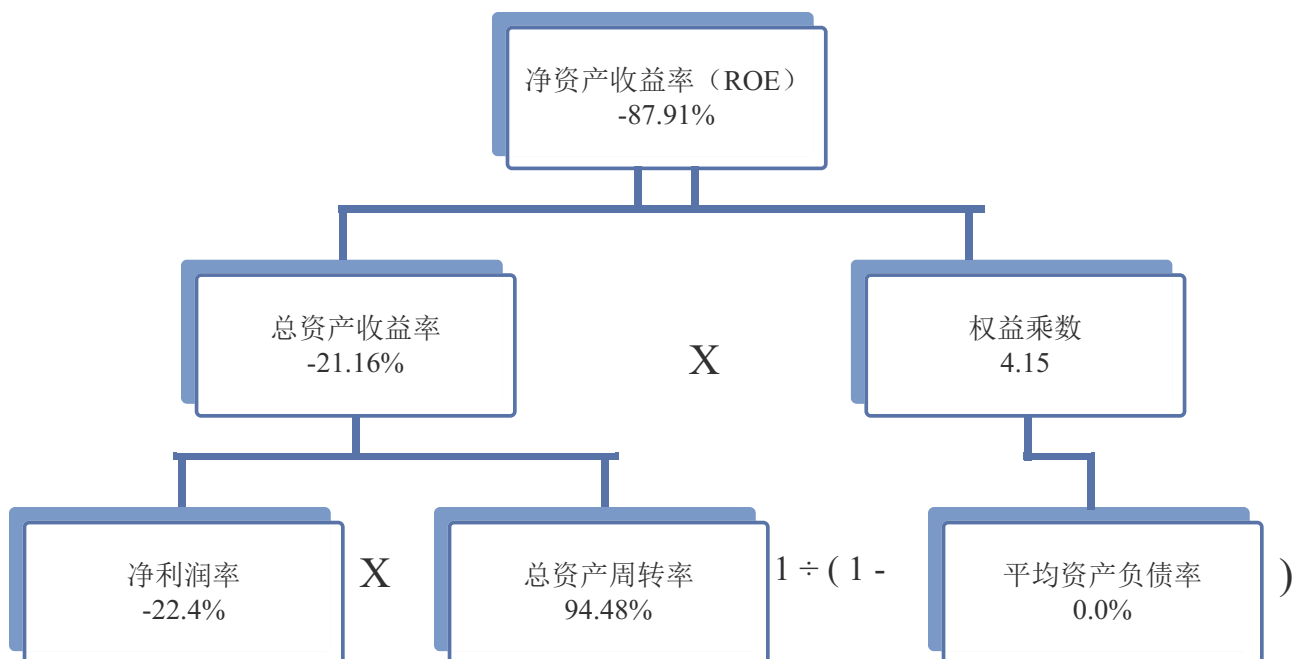 净资产收益率（ROE）
-87.91%
总资产收益率
-21.16%
X
权益乘数
4.15
净利润率
-22.4%
X
总资产周转率
94.48%
1 ÷ ( 1 -
平均资产负债率
0.0%
)